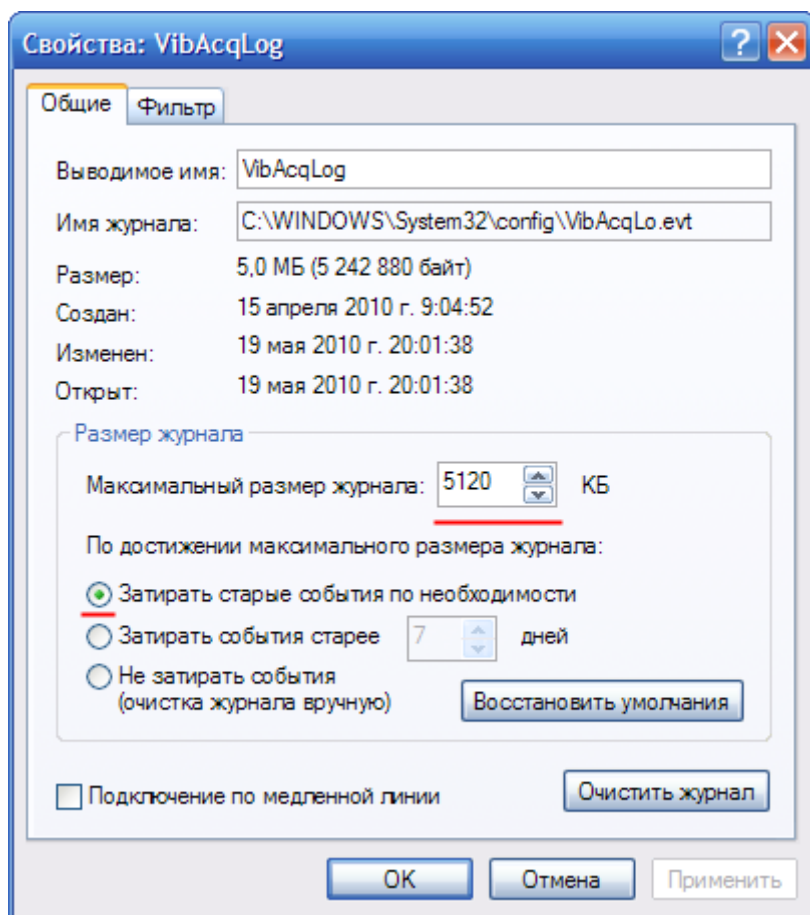 Свойства: VibAcqLog
Общие Фильтр
Выводимое имя: VibAcqLog
Имя журнала: C:\WINDOWS\System32\config\VibAcqLo.evt
Размер: 5,0 МБ (5 242 880 байт)
Создан: 15 апреля 2010 г. 9:04:52
Изменен: 19 мая 2010 г. 20:01:38
Открыт: 19 мая 2010 г. 20:01:38
Размер журнала
Максимальный размер журнала: 5120 КБ
По достижении максимального размера журнала:
Затирать старые события по необходимости
Затирать события старее 7 дней
Не затирать события
(очистка журнала вручную) Восстановить умолчания
Подключение по медленной линии Очистить журнал
OK Отмена Применить